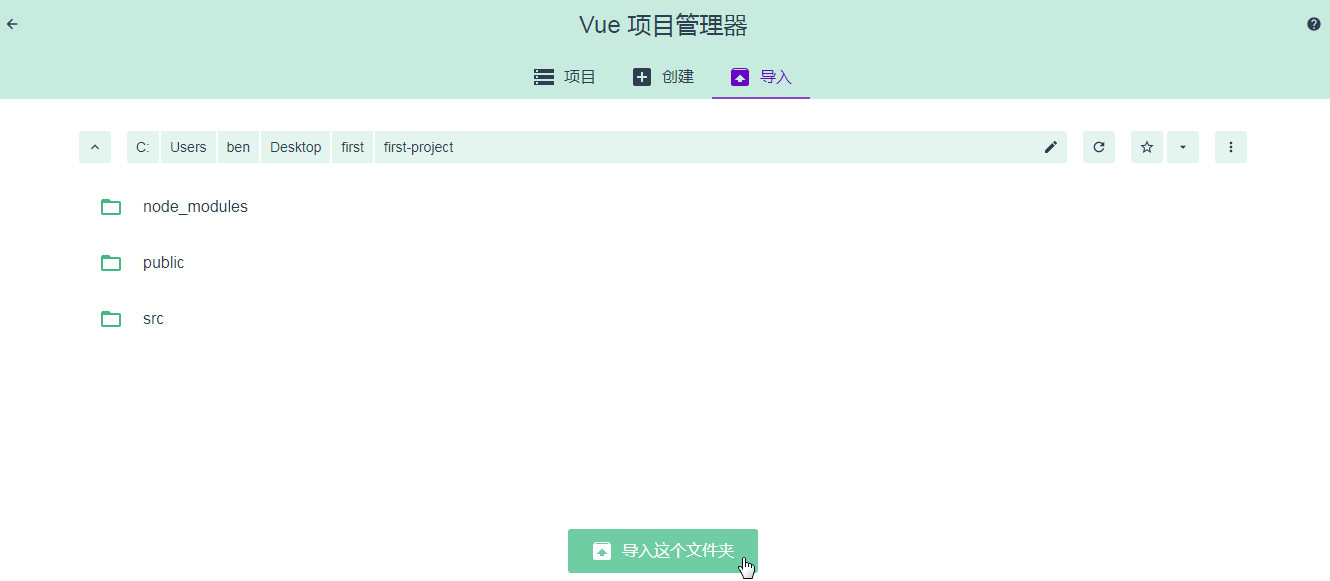 Vue 项目管理器
项目 创建 导入
C: Users ben Desktop first first-project
node_modules
public
src
导入这个文件夹